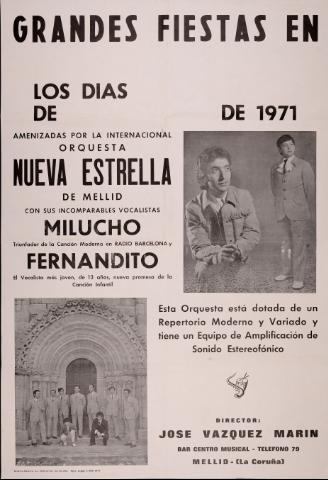 GRANDES FIESTAS EN
LOS DIAS
DE DE 1971
AMENIZADAS POR LA INTERNACIONAL
ORQUESTA
NUEVA ESTRELLA
DE MELLID
CON SUS INCOMPARABLES VOCALISTAS
MILUCHO
Triunfador de la Canción Moderna en RADIO BARCELONA y
FERNANDITO
El Vocalista más joven, de 13 años, nueva promesa de la
Canción Infantil
Esta Orquesta está dotada de un
Repertorio Moderno y Variado y
tiene un Equipo de Amplificación de
Sonido Estereofónico
DIRECTOR:
JOSE VAZQUEZ MARIN
BAR CENTRO MUSICAL - TELEFONO 79
MELLID - (La Coruña)